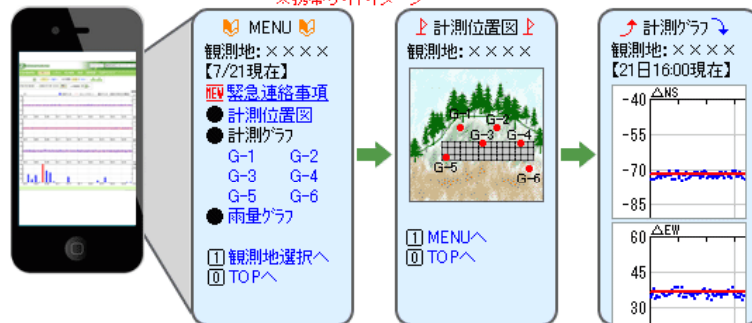 MENU
観測地:××××
【7/21現在】
NEW 緊急連絡事項
●計測位置図
●計測グラフ
G-1 G-2
G-3 G-4
G-5 G-6
●雨量グラフ
1 観測地選択へ
0 TOPへ
計測位置図
観測地:××××
G-1 G-2
G-3 G-4
G-5
G-6
1 MENUへ
0 TOPへ
計測グラフ
観測地:××××
【21日16:00現在】
△NS
-40
-55
-70
-85
△EW
60
45
30